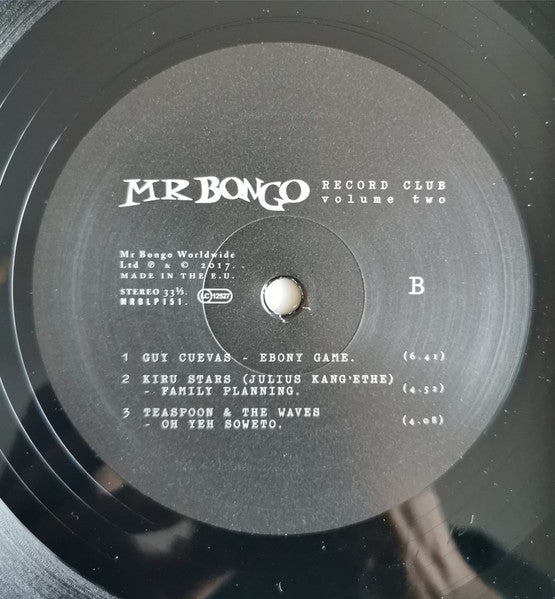 MR BONGO RECORD CLUB
volume two
Mr Bongo Worldwide
Ltd ℗ & © 2017.
MADE IN THE E.U.
STEREO 33⅓.
MRBLP151. LC 12527
B
1 GUY CUEVAS - EBONY GAME. (6.41)
2 KIRU STARS (JULIUS KANG'ETHE)
- FAMILY PLANNING. (4.52)
3 TEASPOON & THE WAVES
- OH YEH SOWETO. (4.08)